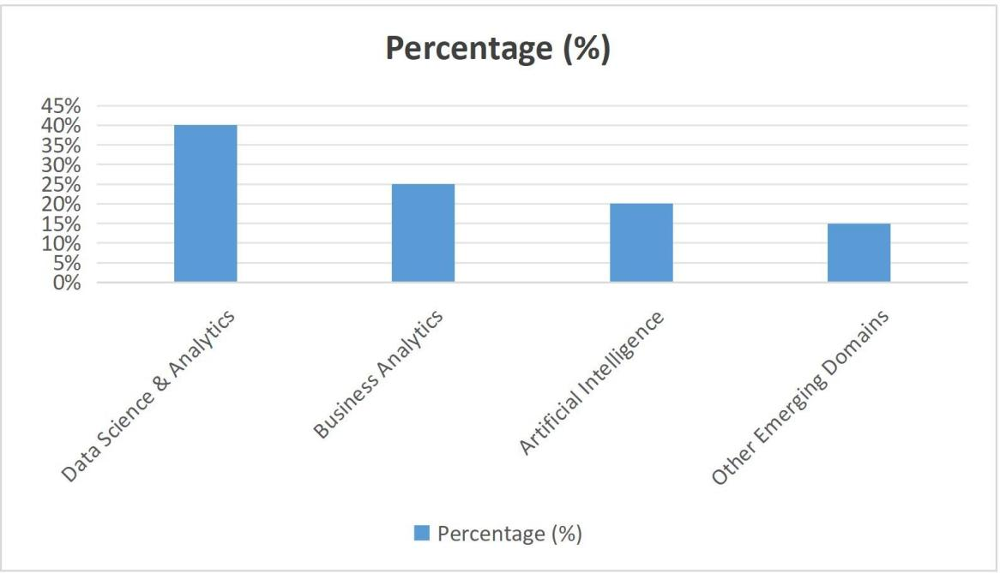 Percentage (%)
45%
40%
35%
30%
25%
20%
15%
10%
5%
0%
Data Science & Analytics
Business Analytics
Artificial Intelligence
Other Emerging Domains
Percentage (%)